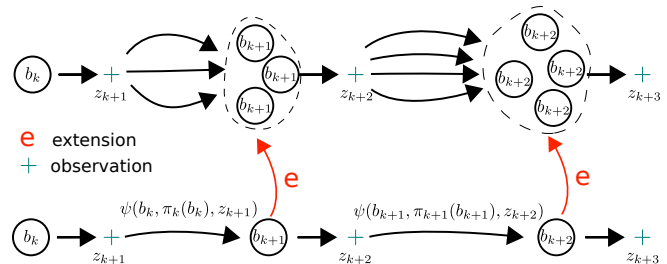 b_{k+2}
b_{k+1}
b_k
b_{k+1}
b_{k+2}
b_{k+2}
z_{k+1}
z_{k+2}
z_{k+3}
b_{k+1}
b_{k+2}
e extension
+ observation
e
e
ψ(b_k, π_k(b_k), z_{k+1})
ψ(b_{k+1}, π_{k+1}(b_{k+1}), z_{k+2})
b_k
b_{k+1}
b_{k+2}
z_{k+1}
z_{k+2}
z_{k+3}